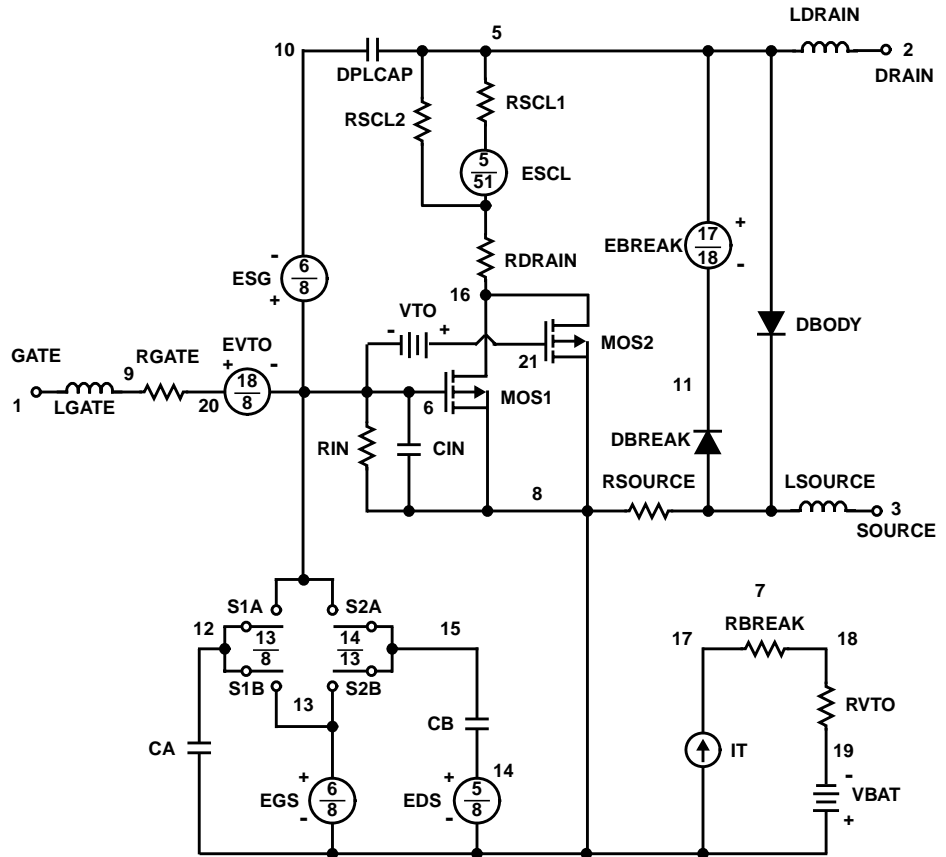 LDRAIN
10
5
2
DPLCAP
DRAIN
RSCL1
RSCL2
5
51
ESCL
-
ESG
6
8
+
RDRAIN
EBREAK
17
18
+
-
16
VTO
-
+
DBODY
MOS2
21
GATE
9
RGATE
EVTO
+
-
18
8
1
LGATE
20
6
MOS1
11
RIN
CIN
DBREAK
8
RSOURCE
LSOURCE
3
SOURCE
S1A
S2A
12
13
8
14
13
15
S1B
S2B
13
7
RBREAK
17
18
RVTO
CA
CB
IT
19
-
VBAT
+
+
EGS
6
8
-
+
14
EDS
5
8
-